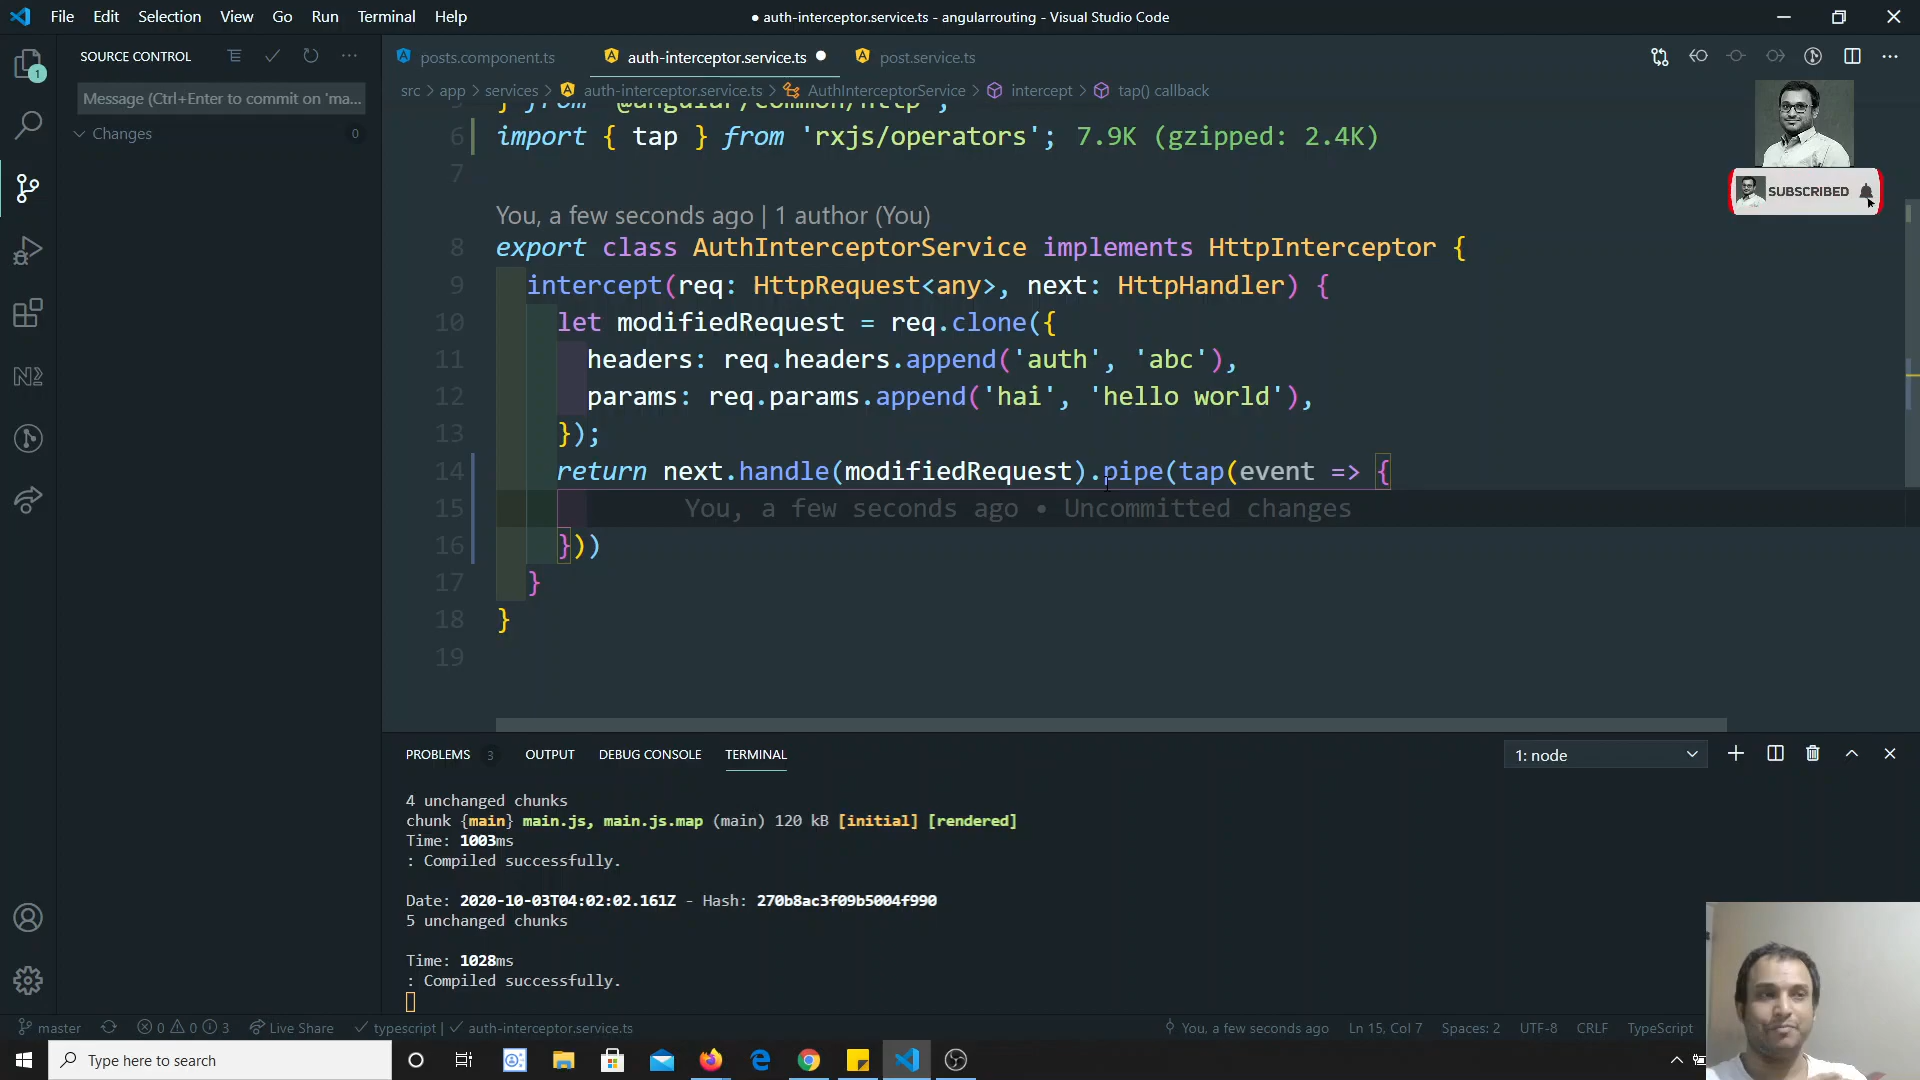 File Edit Selection View Go Run Terminal Help
● auth-interceptor.service.ts - angularrouting - Visual Studio Code
SOURCE CONTROL
posts.component.ts auth-interceptor.service.ts post.service.ts
1
Message (Ctrl+Enter to commit on 'ma...
src > app > services > auth-interceptor.service.ts > AuthInterceptorService > intercept > tap() callback
Changes 0
5 } from '@angular/common/http';
6 import { tap } from 'rxjs/operators'; 7.9K (gzipped: 2.4K)
7
SUBSCRIBED
You, a few seconds ago | 1 author (You)
8 export class AuthInterceptorService implements HttpInterceptor {
9 intercept(req: HttpRequest<any>, next: HttpHandler) {
10 let modifiedRequest = req.clone({
11 headers: req.headers.append('auth', 'abc'),
12 params: req.params.append('hai', 'hello world'),
13 });
14 return next.handle(modifiedRequest).pipe(tap(event => {
15 You, a few seconds ago • Uncommitted changes
16 }))
17 }
18 }
19
PROBLEMS 3 OUTPUT DEBUG CONSOLE TERMINAL 1: node
4 unchanged chunks
chunk {main} main.js, main.js.map (main) 120 kB [initial] [rendered]
Time: 1003ms
: Compiled successfully.
Date: 2020-10-03T04:02:02.161Z - Hash: 270b8ac3f09b5004f990
5 unchanged chunks
Time: 1028ms
: Compiled successfully.
master 0 0 3 Live Share typescript | auth-interceptor.service.ts You, a few seconds ago Ln 15, Col 7 Spaces: 2 UTF-8 CRLF TypeScript
Type here to search